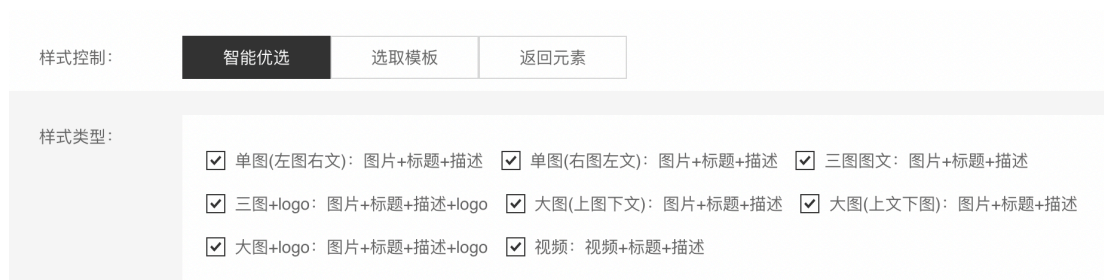 样式控制： 智能优选 选取模板 返回元素
样式类型：
单图(左图右文)：图片+标题+描述 单图(右图左文)：图片+标题+描述 三图图文：图片+标题+描述
三图+logo：图片+标题+描述+logo 大图(上图下文)：图片+标题+描述 大图(上文下图)：图片+标题+描述
大图+logo：图片+标题+描述+logo 视频：视频+标题+描述